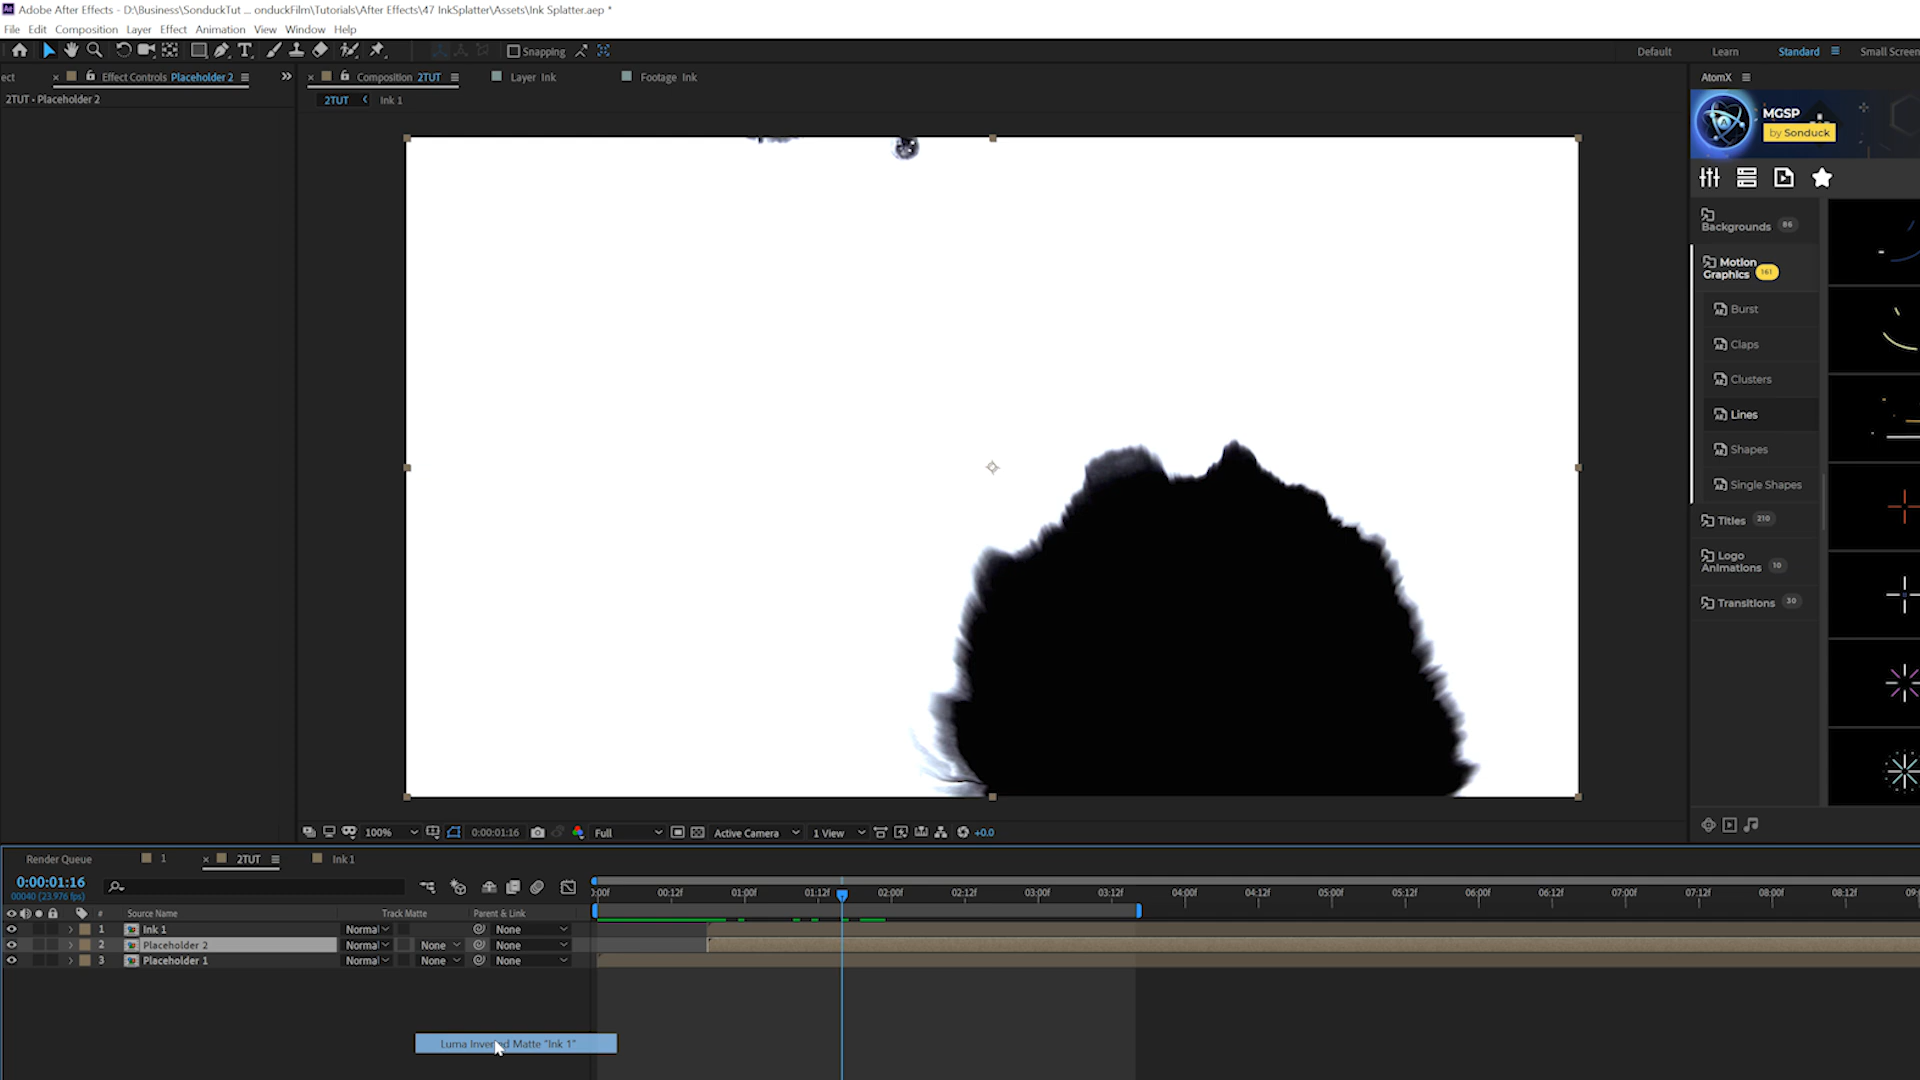 Adobe After Effects - D:\Business\SonduckTut ... onduckFilm\Tutorials\After Effects\47 InkSplatter\Assets\Ink Splatter.aep *
File Edit Composition Layer Effect Animation View Window Help
Snapping
Default Learn Standard Small Screen
ect Effect Controls Placeholder 2 Composition 2TUT Layer Ink Footage Ink
AtomX
2TUT - Placeholder 2
2TUT Ink 1
MGSP
by Sonduck
Backgrounds 86
Motion
Graphics 161
Burst
Claps
Clusters
Lines
Shapes
Single Shapes
Titles 210
Logo
Animations 10
Transitions 30
100% 0:00:01:16 Full Active Camera 1 View +0.0
Render Queue 1 2TUT Ink 1
0:00:01:16
00040 (23.976 fps)
:00f 00:12f 01:00f 01:12f 02:00f 02:12f 03:00f 03:12f 04:00f 04:12f 05:00f 05:12f 06:00f 06:12f 07:00f 07:12f 08:00f 08:12f 09:
# Source Name Track Matte Parent & Link
1 Ink 1 Normal None
2 Placeholder 2 Normal None None
3 Placeholder 1 Normal None None
Luma Inverted Matte "Ink 1"